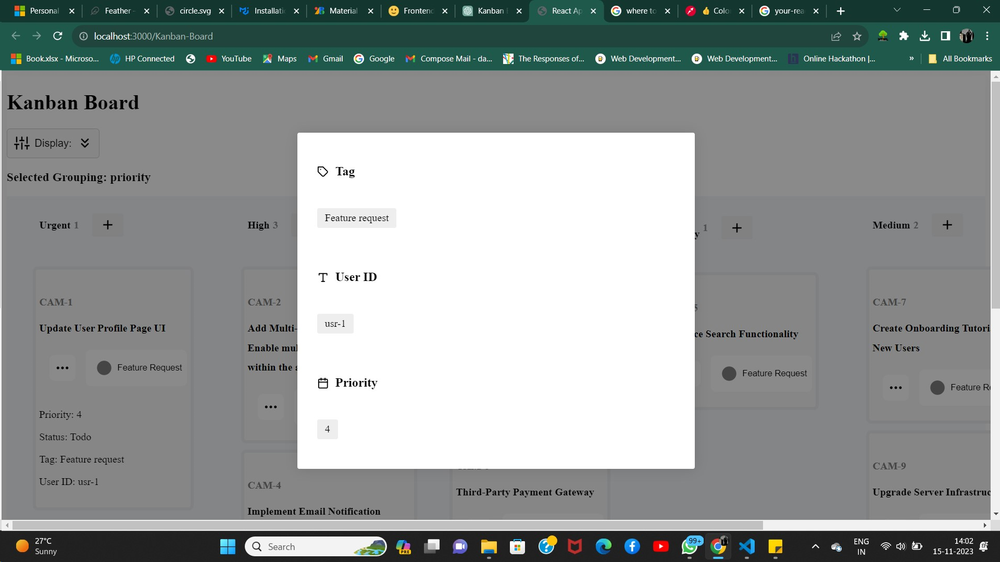 Personal
Feather -
circle.svg
Installati
Material
Frontend
Kanban
React Ap
where to
👍 Colo
your-rea
localhost:3000/Kanban-Board
Book.xlsx - Microso...
HP Connected
YouTube
Maps
Gmail
Google
Compose Mail - da...
The Responses of...
Web Development...
Web Development...
Online Hackathon |...
»
All Bookmarks
Kanban Board
Display:
Selected Grouping: priority
Urgent 1 +
High 3
y 1 +
Medium 2 +
CAM-1
Update User Profile Page UI
Feature Request
Priority: 4
Status: Todo
Tag: Feature request
User ID: usr-1
CAM-2
Add Multi-
Enable mul
within the a
CAM-4
Implement Email Notification
Tag
Feature request
User ID
usr-1
Priority
4
Third-Party Payment Gateway
5
ce Search Functionality
Feature Request
CAM-7
Create Onboarding Tutori
New Users
Feature Re
CAM-9
Upgrade Server Infrastruc
27°C
Sunny
Search
PRE
99+
ENG
IN
14:02
15-11-2023